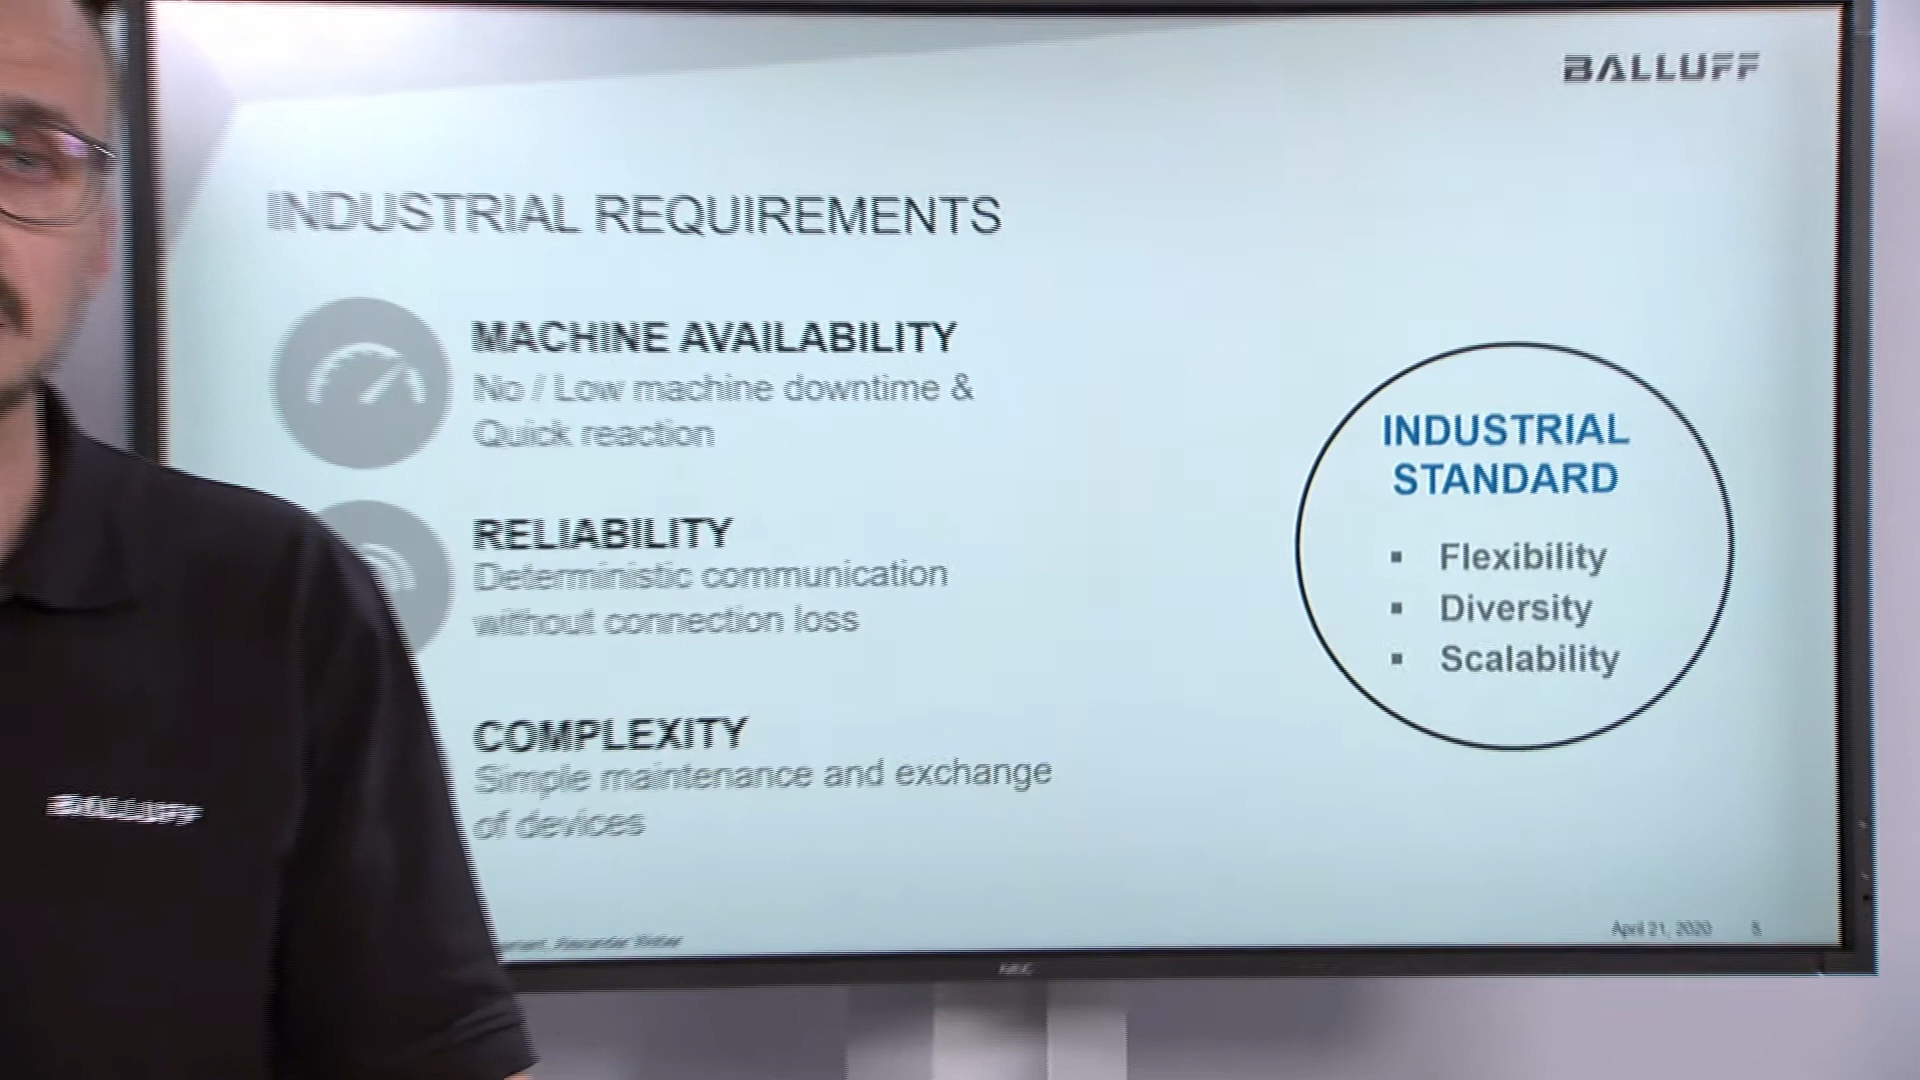 BALLUFF
INDUSTRIAL REQUIREMENTS
MACHINE AVAILABILITY
No / Low machine downtime &
Quick reaction
RELIABILITY
Deterministic communication
without connection loss
COMPLEXITY
Simple maintenance and exchange
of devices
INDUSTRIAL
STANDARD
▪ Flexibility
▪ Diversity
▪ Scalability
April 21, 2020
NEC
BALLUFF